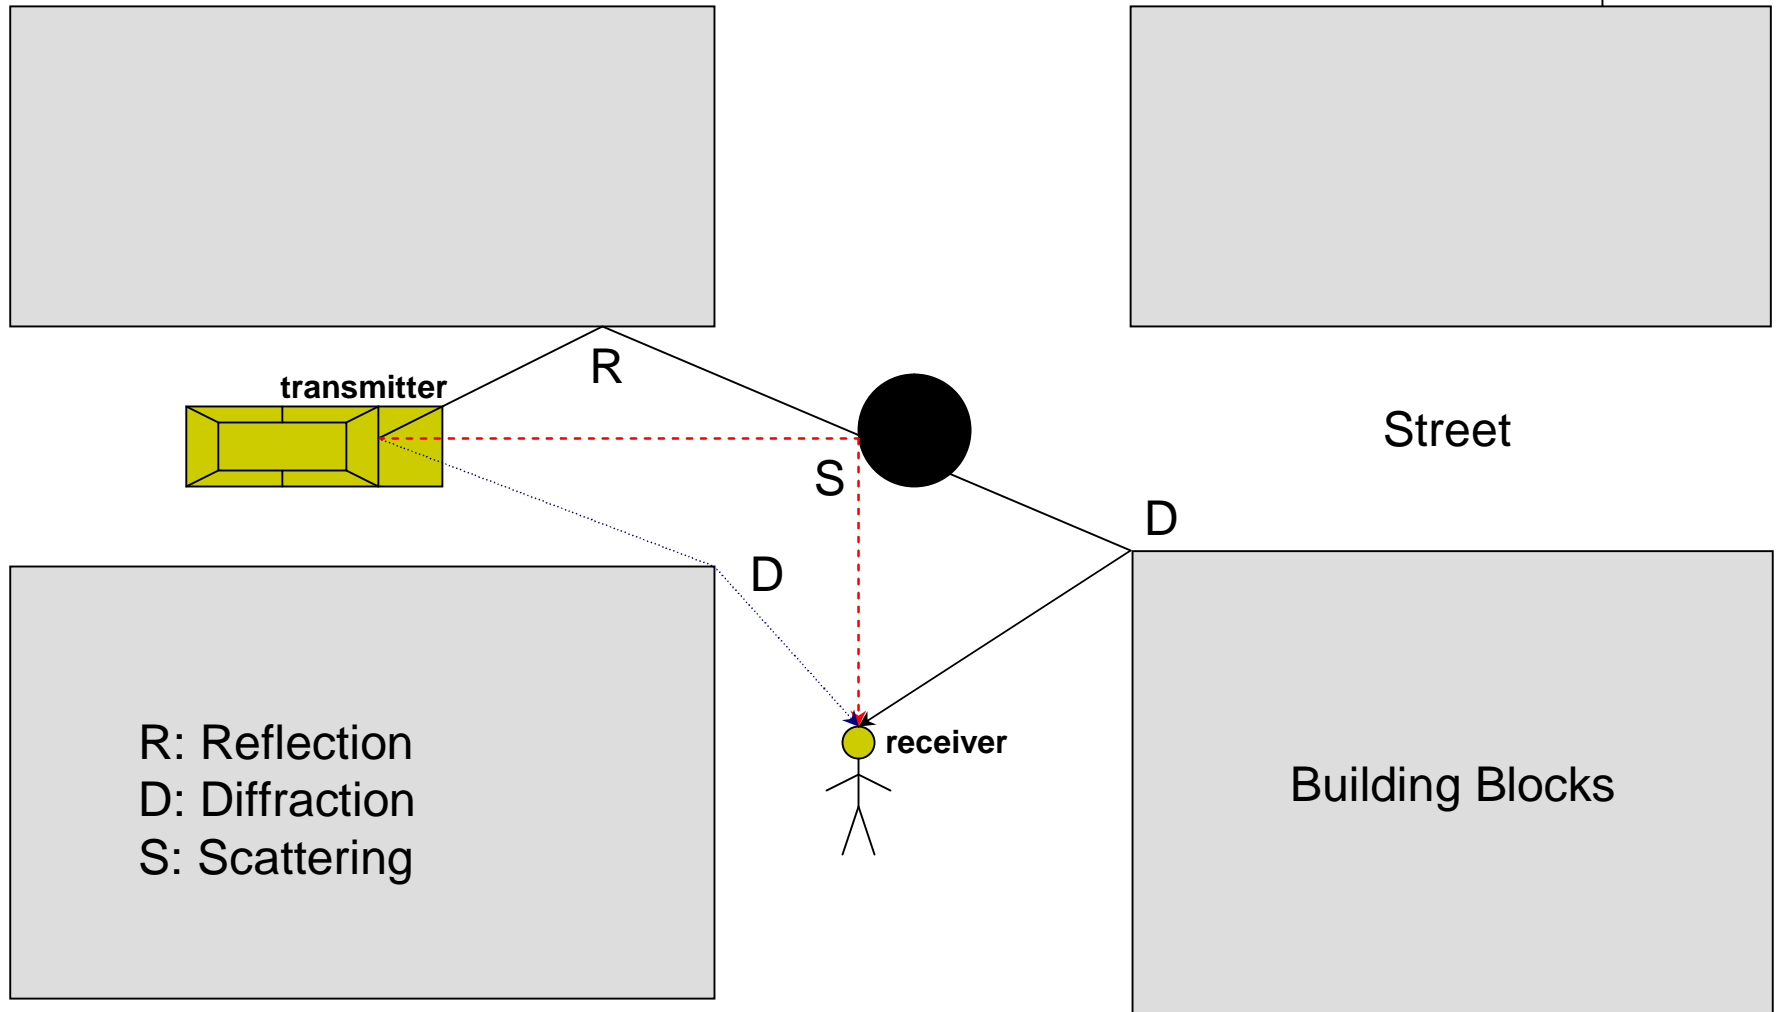 R
transmitter
Street
S
D
D
R: Reflection
D: Diffraction
S: Scattering
receiver
Building Blocks